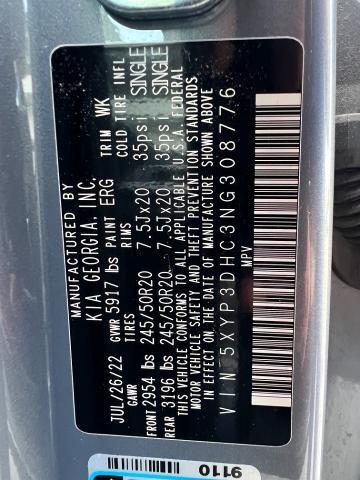 MANUFACTURED BY
KIA GEORGIA, INC.
JUL/26/22 GVWR 5917 lbs PAINT ERG TRIM WK
GAWR TIRES RIMS COLD TIRE INFL
FRONT 2954 lbs 245/50R20 7.5Jx20 35psi SINGLE
REAR 3196 lbs 245/50R20 7.5Jx20 35psi SINGLE
THIS VEHICLE CONFORMS TO ALL APPLICABLE U.S.A. FEDERAL
MOTOR VEHICLE SAFETY AND THEFT PREVENTION STANDARDS
IN EFFECT ON THE DATE OF MANUFACTURE SHOWN ABOVE
VIN:5XYP3DHC3NG308776
MPV
9110